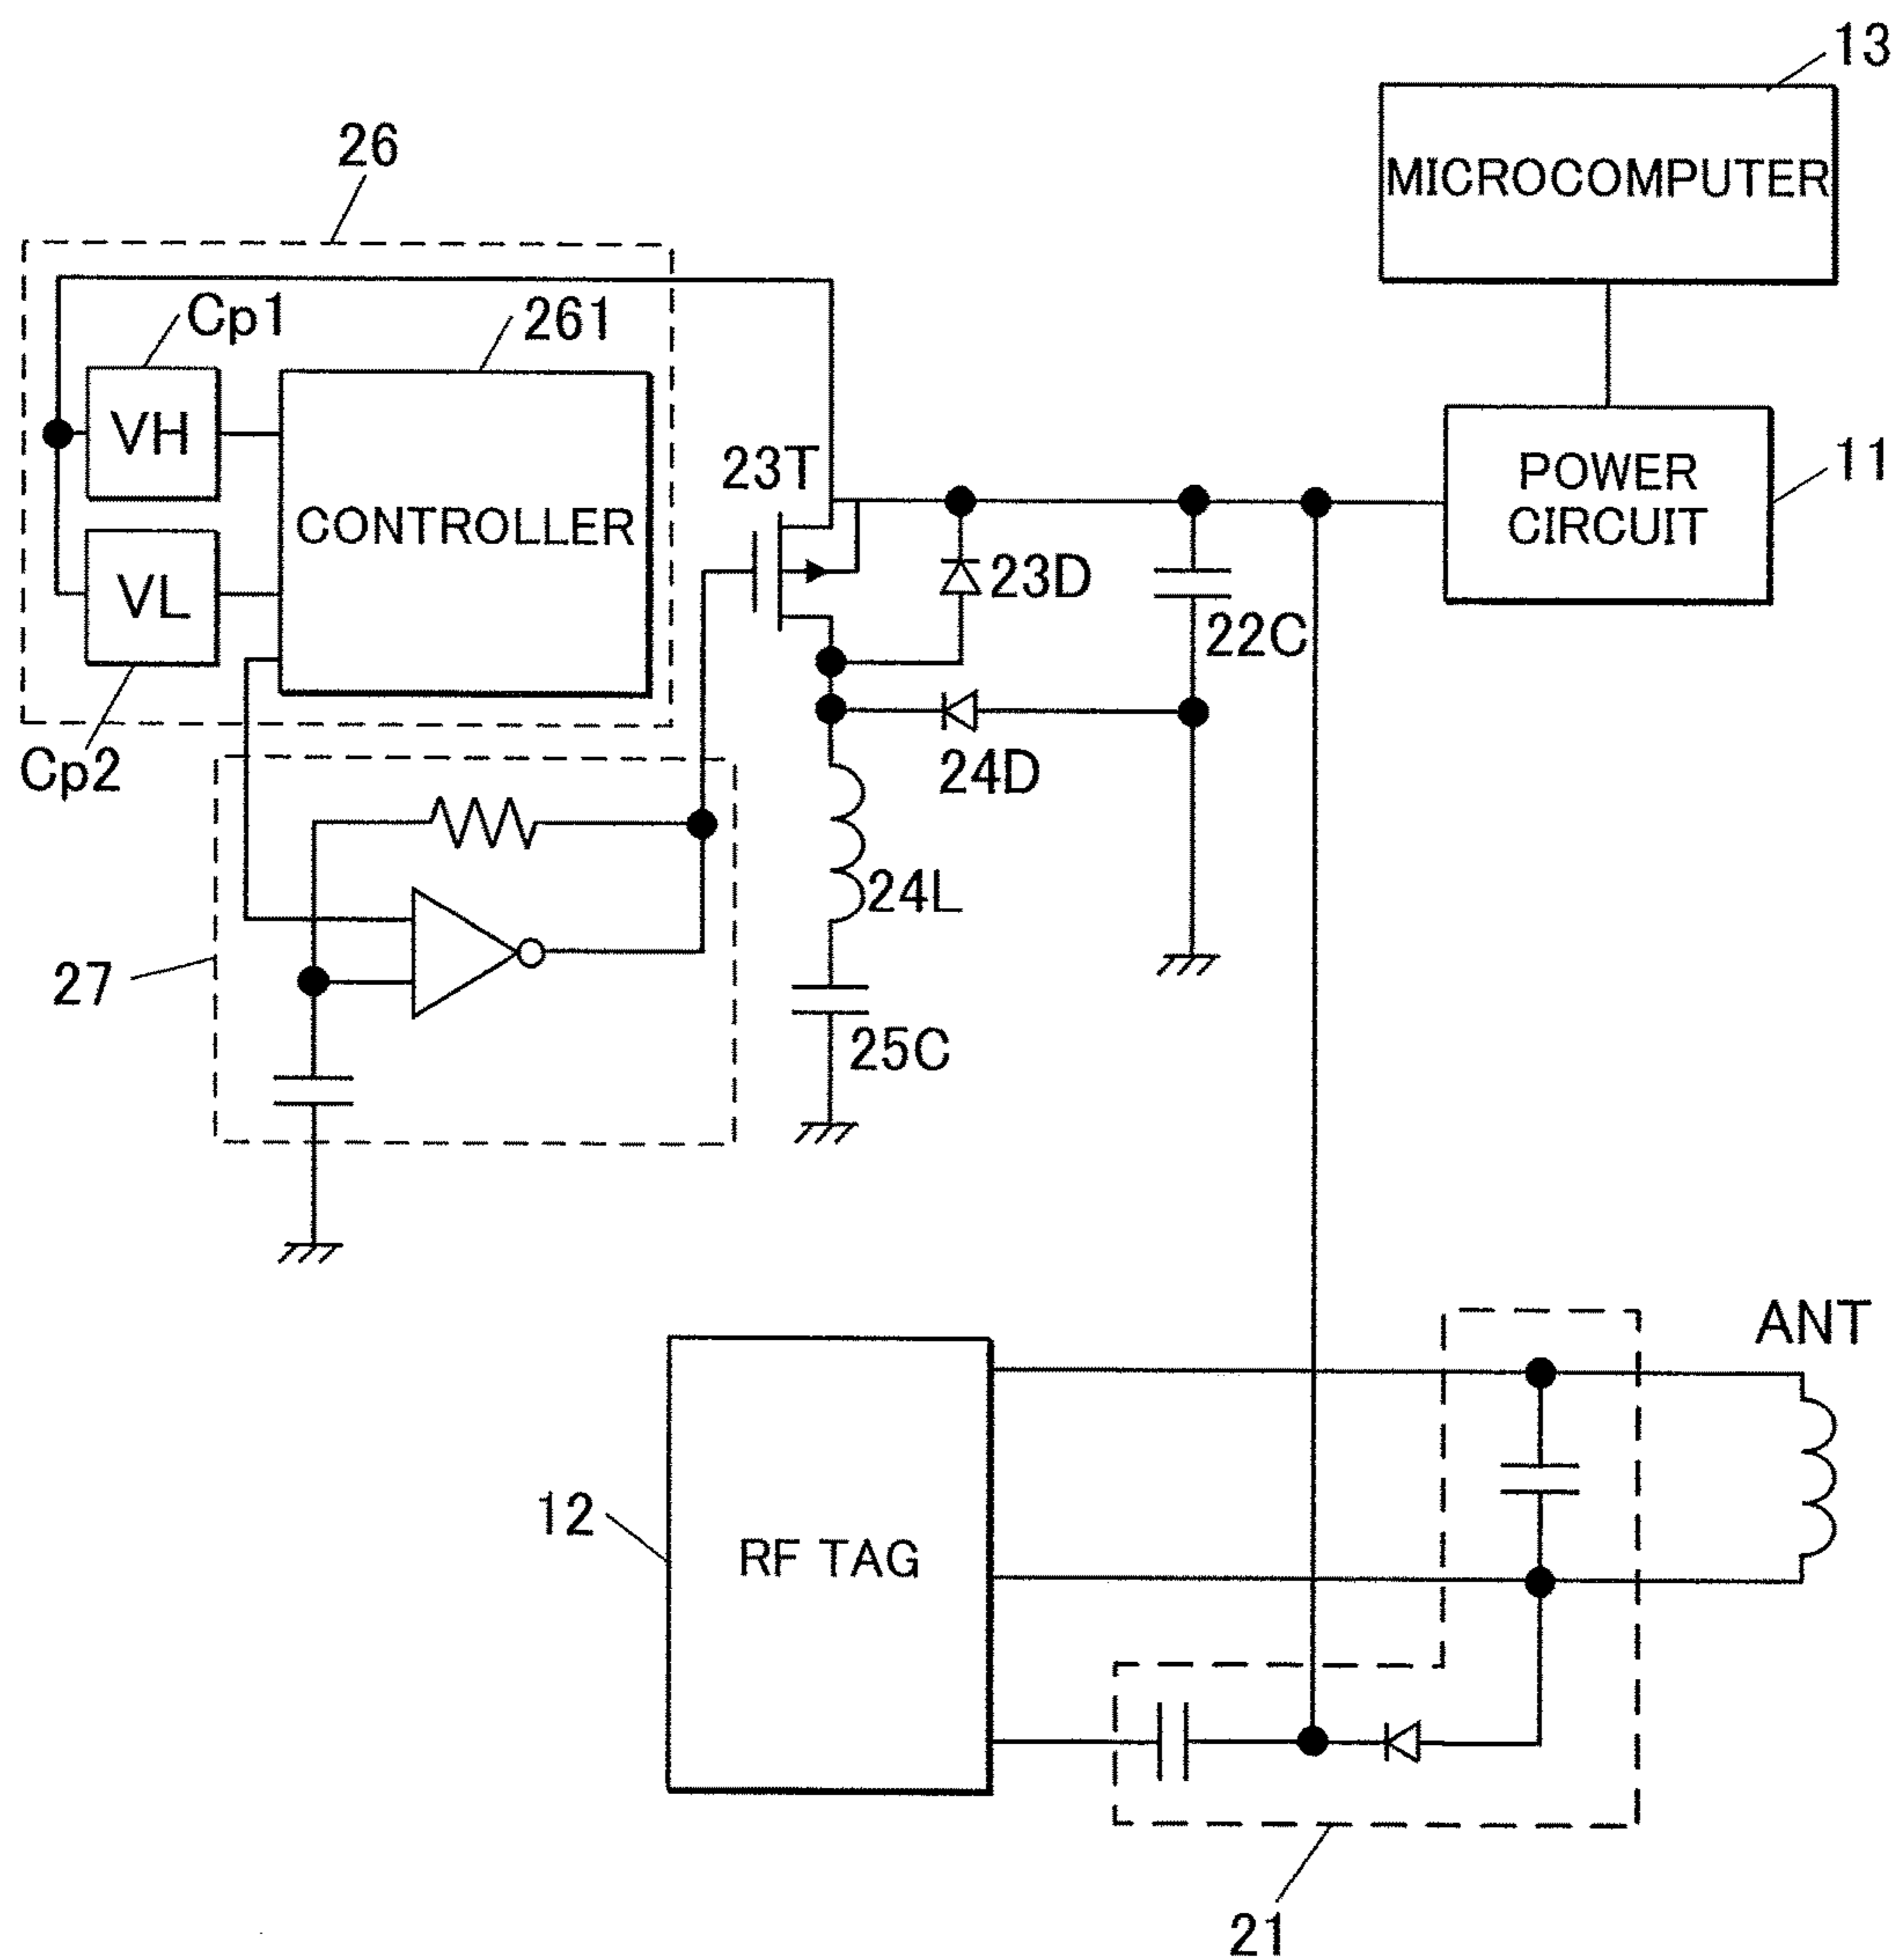 13
MICROCOMPUTER
26
Cp1
261
VH
CONTROLLER
VL
Cp2
23T
POWER
CIRCUIT
11
23D
22C
24D
24L
27
25C
ANT
12
RF TAG
21